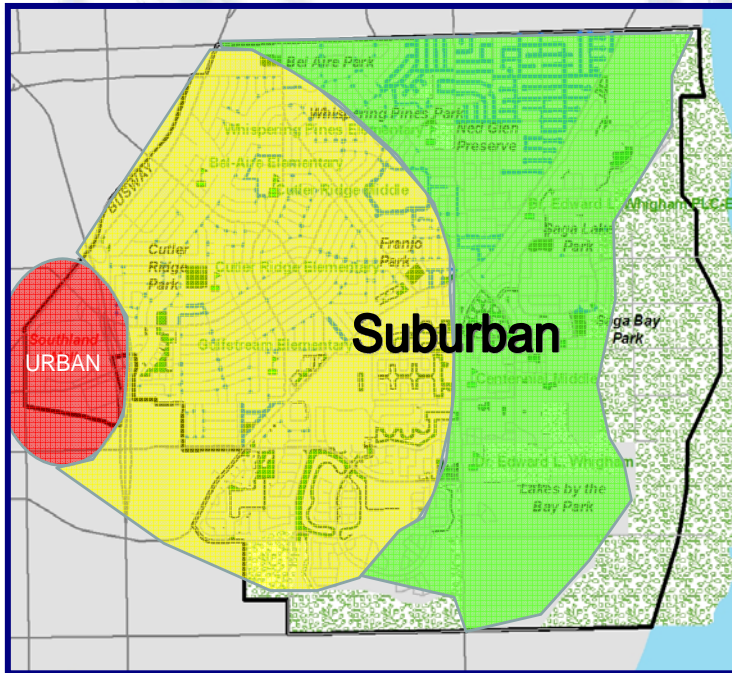 Bel Aire Park
Whispering Pines Park
Whispering Pines Elementary
Ned Glen
Preserve
Bel-Aire Elementary
Cutler Ridge Middle
BUSWAY
Dr. Edward L. Whigham PLC-E
Saga Lake
Park
Cutler
Ridge
Park
Franjo
Park
Cutler Ridge Elementary
Suburban
Saga Bay
Park
Southland
URBAN
Gulfstream Elementary
Centennial Middle
Dr. Edward L. Whigham
Lakes by the
Bay Park